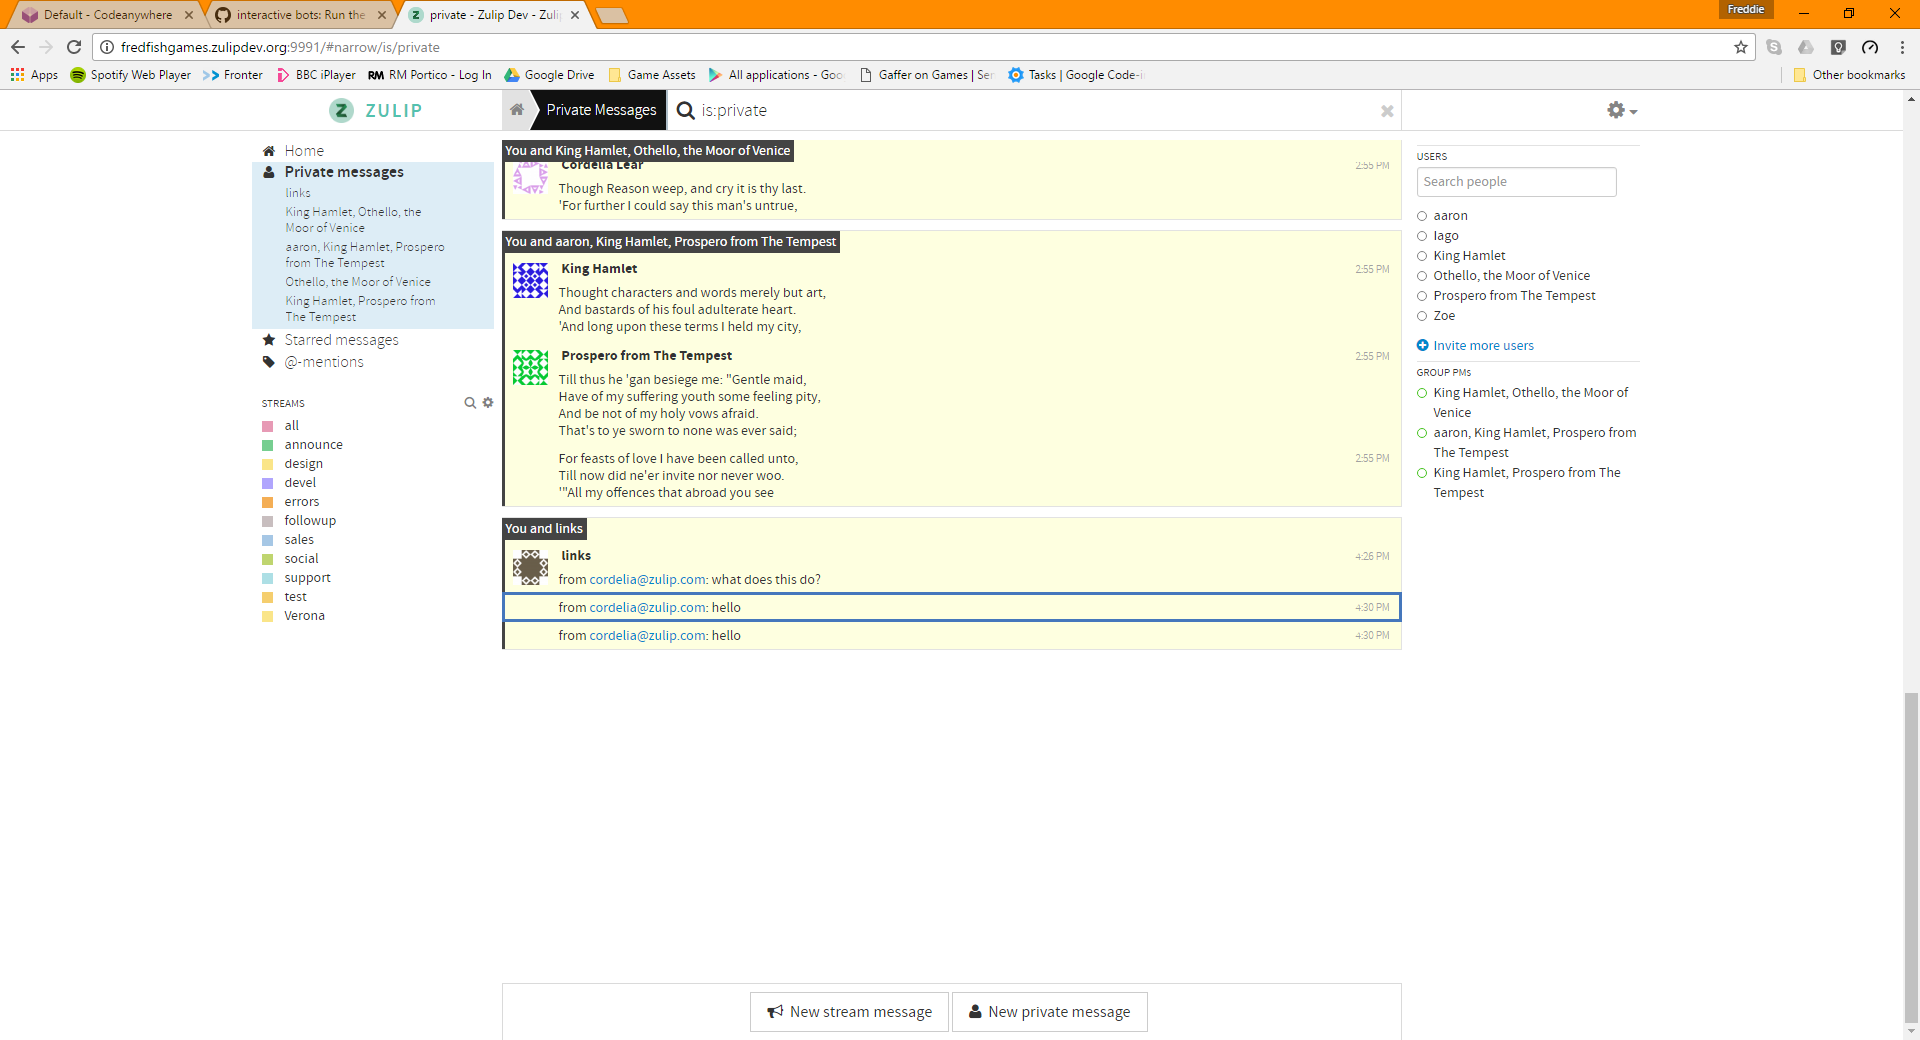 Default - Codeanywhere
interactive bots: Run the
private - Zulip Dev - Zuli
Freddie
fredfishgames.zulipdev.org:9991/#narrow/is/private
Apps
Spotify Web Player
Fronter
BBC iPlayer
RM RM Portico - Log In
Google Drive
Game Assets
All applications - Goo
Gaffer on Games | Se
Tasks | Google Code-i
Other bookmarks
Z ZULIP
Private Messages
is:private
Home
Private messages
links
King Hamlet, Othello, the
Moor of Venice
aaron, King Hamlet, Prospero
from The Tempest
Othello, the Moor of Venice
King Hamlet, Prospero from
The Tempest
Starred messages
@-mentions
STREAMS
all
announce
design
devel
errors
followup
sales
social
support
test
Verona
You and King Hamlet, Othello, the Moor of Venice
Cordelia Lear 2:55 PM
Though Reason weep, and cry it is thy last.
'For further I could say this man's untrue,
You and aaron, King Hamlet, Prospero from The Tempest
King Hamlet 2:55 PM
Thought characters and words merely but art,
And bastards of his foul adulterate heart.
'And long upon these terms I held my city,
Prospero from The Tempest 2:55 PM
Till thus he 'gan besiege me: "Gentle maid,
Have of my suffering youth some feeling pity,
And be not of my holy vows afraid.
That's to ye sworn to none was ever said;
For feasts of love I have been called unto, 2:55 PM
Till now did ne'er invite nor never woo.
'"All my offences that abroad you see
You and links
links 4:26 PM
from cordelia@zulip.com: what does this do?
from cordelia@zulip.com: hello 4:30 PM
from cordelia@zulip.com: hello 4:30 PM
New stream message
New private message
USERS
Search people
aaron
Iago
King Hamlet
Othello, the Moor of Venice
Prospero from The Tempest
Zoe
Invite more users
GROUP PMs
King Hamlet, Othello, the Moor of
Venice
aaron, King Hamlet, Prospero from
The Tempest
King Hamlet, Prospero from The
Tempest